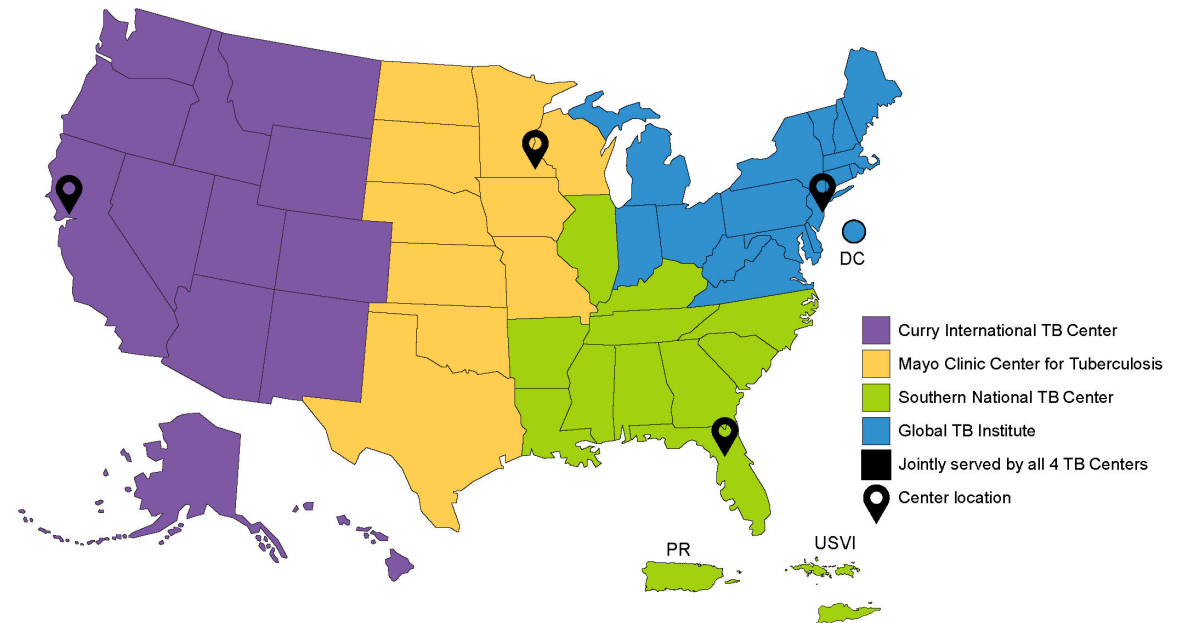 DC
Curry International TB Center
Mayo Clinic Center for Tuberculosis
Southern National TB Center
Global TB Institute
Jointly served by all 4 TB Centers
Center location
PR
USVI